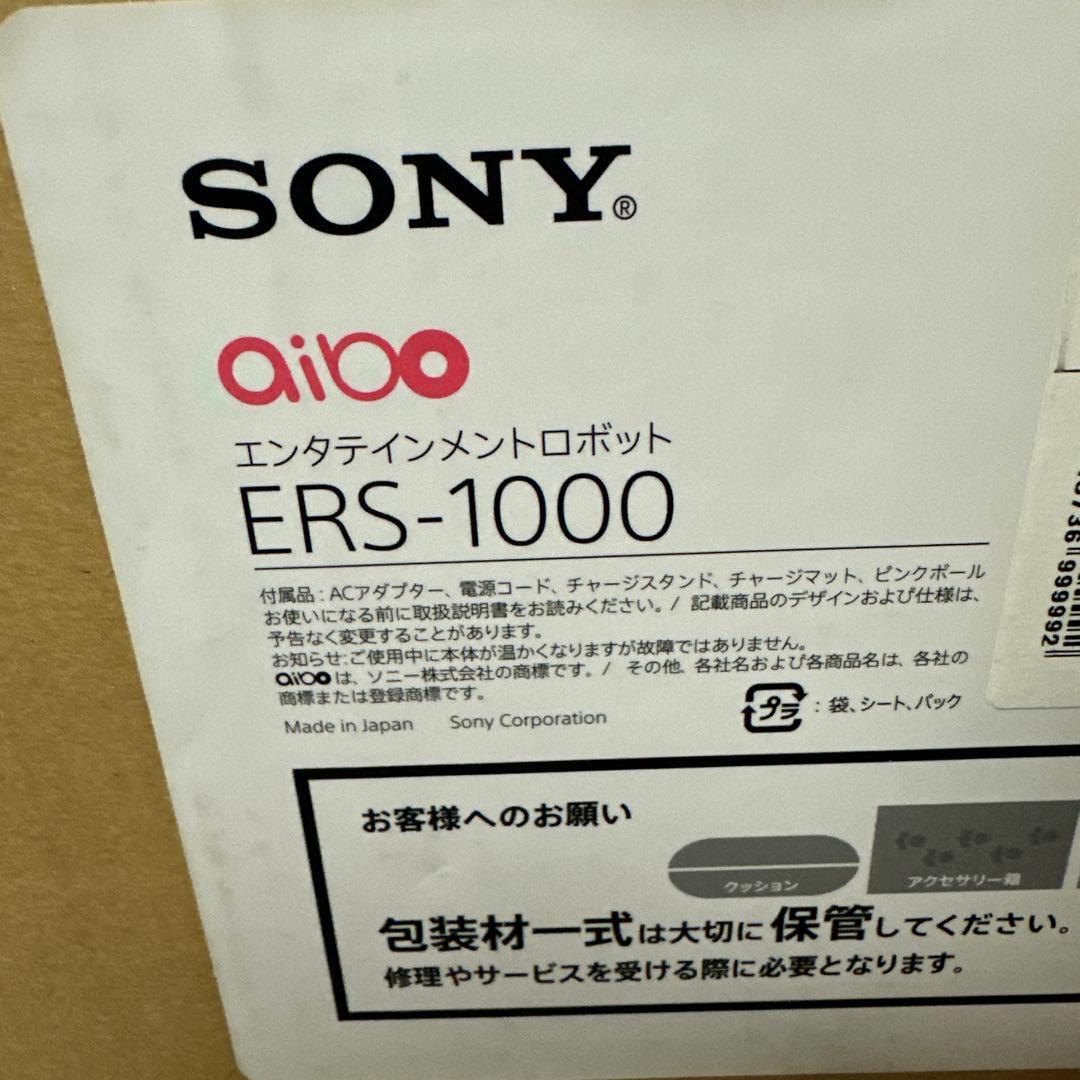 SONY®
aibo
エンタテインメントロボット
ERS-1000
付属品：ACアダプター、電源コード、チャージスタンド、チャージマット、ピンクボール
お使いになる前に取扱説明書をお読みください。/ 記載商品のデザインおよび仕様は、
予告なく変更することがあります。
お知らせ：ご使用中に本体が温かくなりますが故障ではありません。
aiboは、ソニー株式会社の商標です。/ その他、各社名および各商品名は、各社の
商標または登録商標です。
Made in Japan Sony Corporation
プラ：袋、シート、パック
999992
お客様へのお願い
クッション
アクセサリー箱
包装材一式は大切に保管してください。
修理やサービスを受ける際に必要となります。